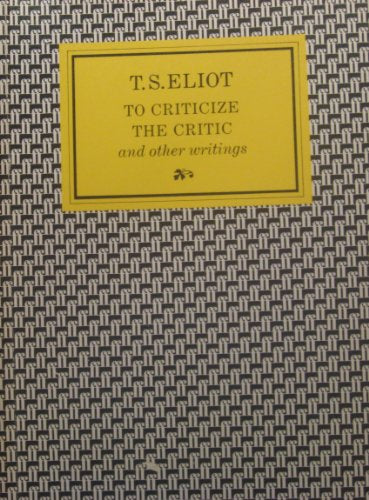 T.S.ELIOT
TO CRITICIZE
THE CRITIC
and other writings